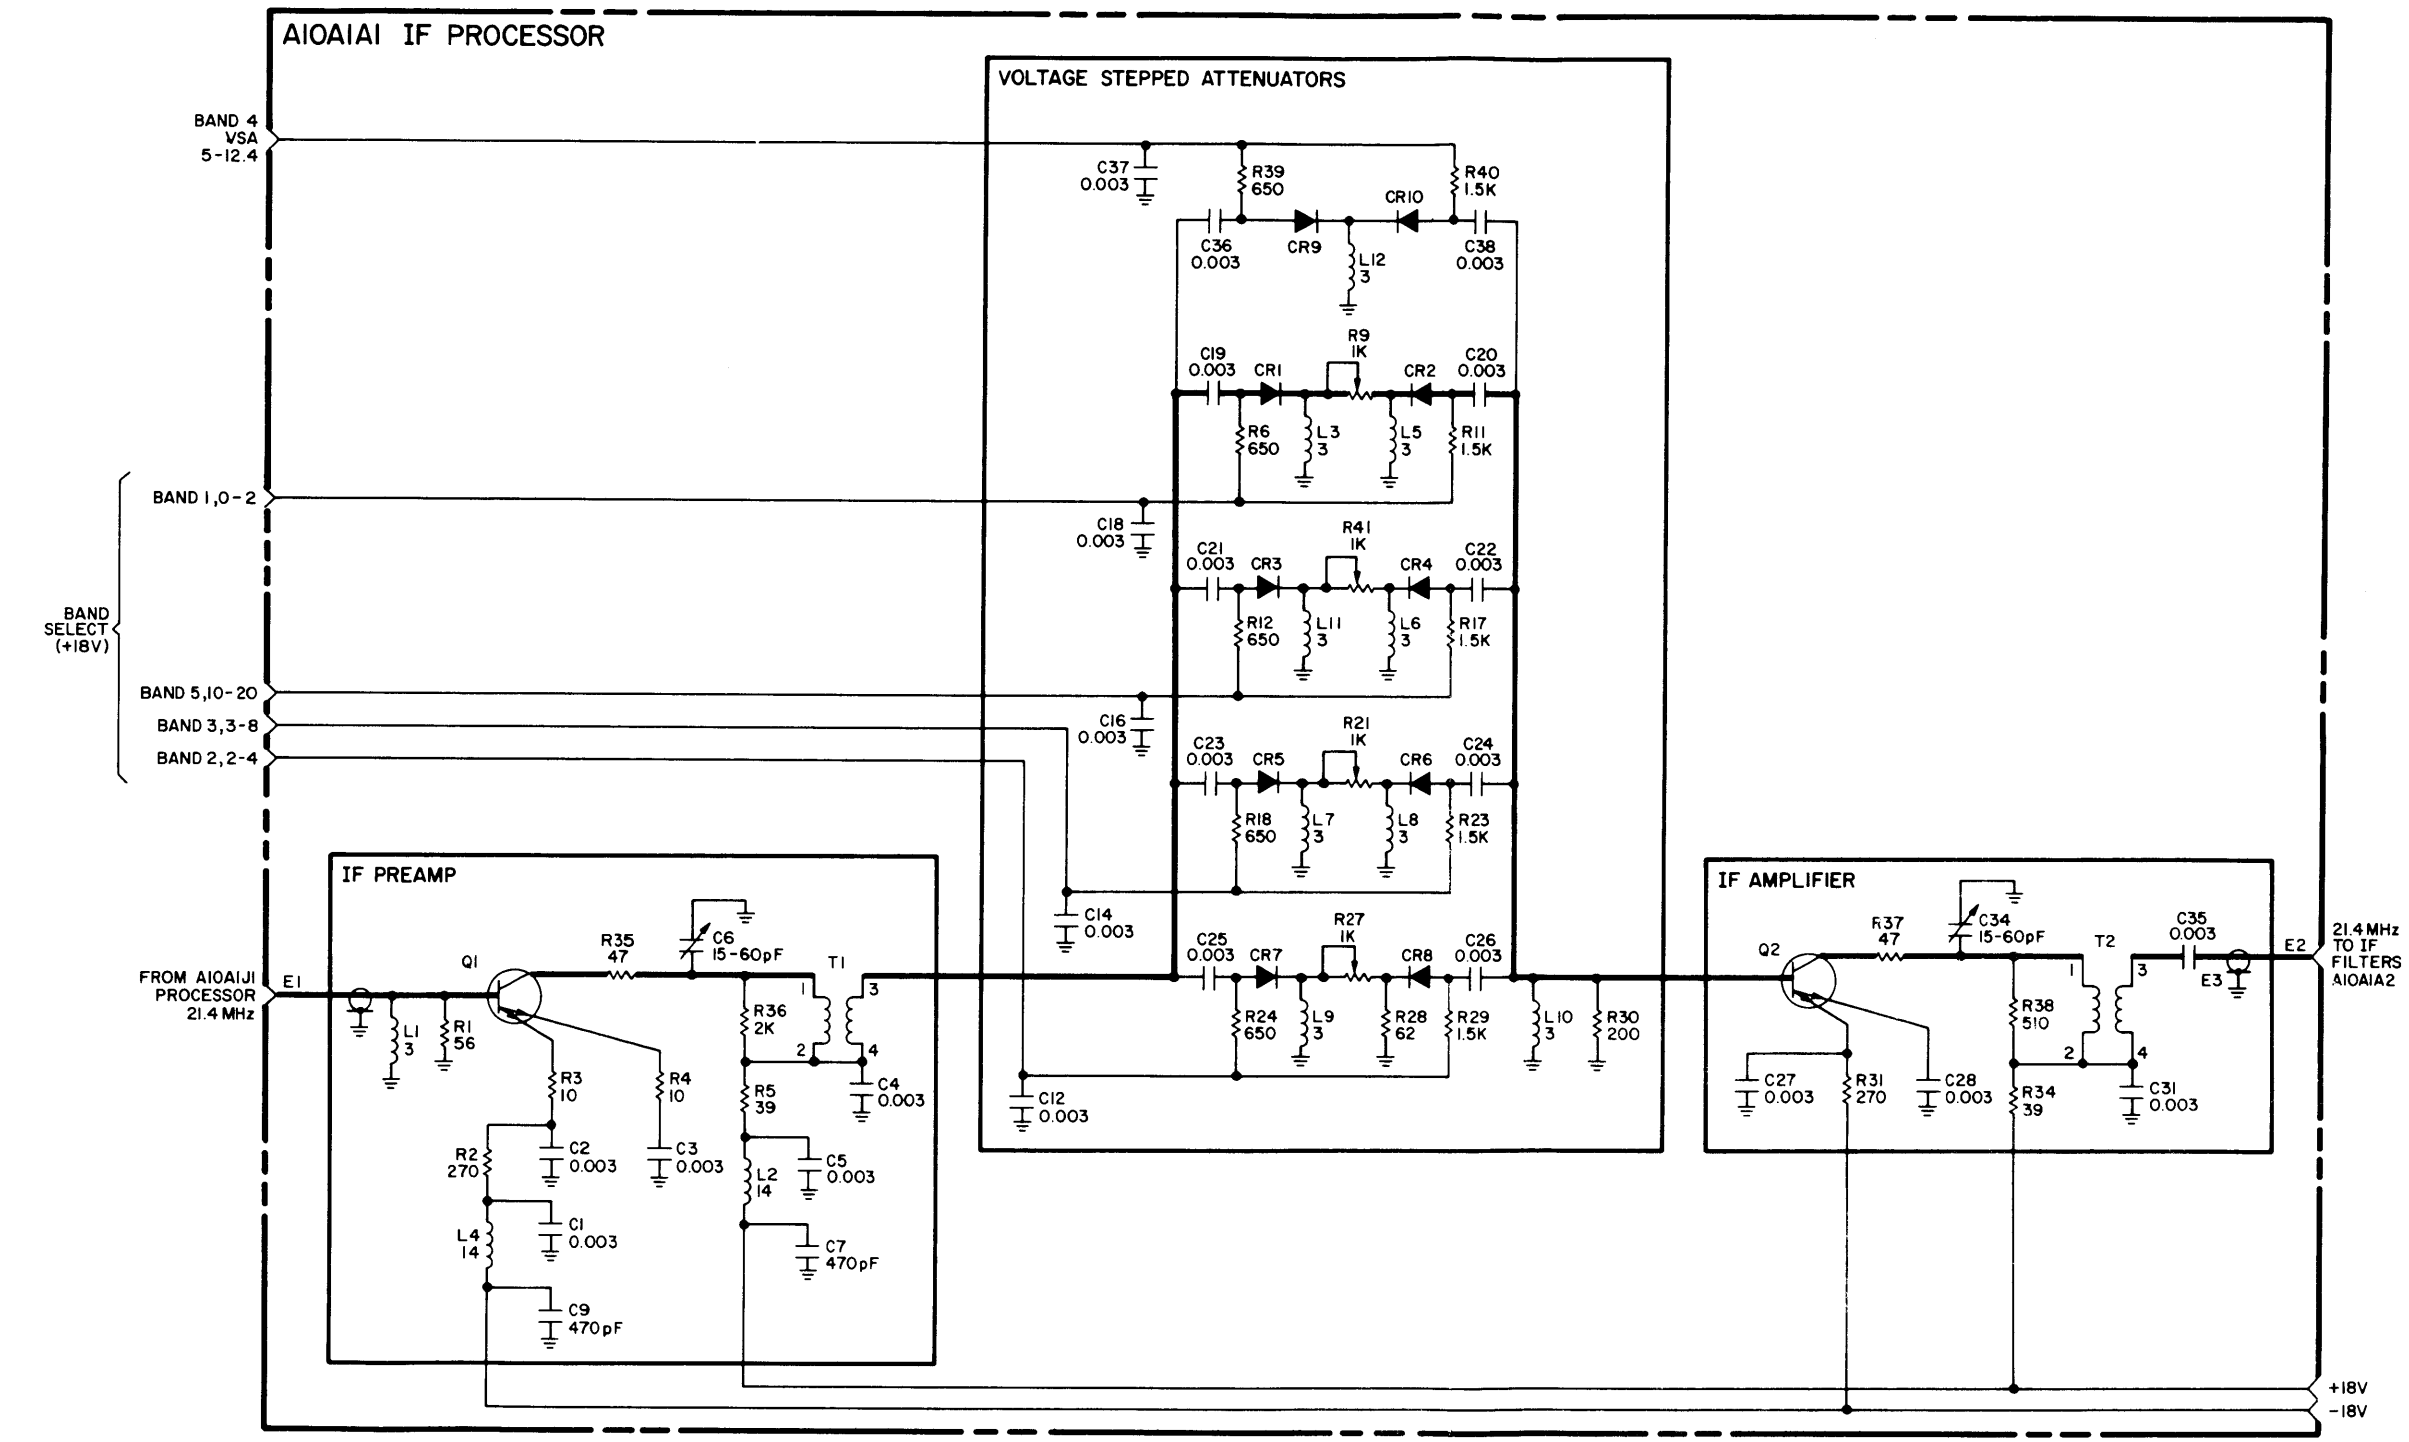 A10A1A1 IF PROCESSOR
VOLTAGE STEPPED ATTENUATORS
BAND 4
VSA
5-12.4
C37
0.003
R39
650
R40
1.5K
CR10
C36
0.003
CR9
C38
0.003
L12
3
R9
1K
C19
0.003
CR1
CR2
C20
0.003
R6
650
L3
3
L5
3
R11
1.5K
BAND 1,0-2
C18
0.003
R41
1K
C21
0.003
CR3
CR4
C22
0.003
R12
650
L11
3
L6
3
R17
1.5K
BAND
SELECT
(+18V)
BAND 5,10-20
BAND 3,3-8
BAND 2,2-4
C16
0.003
R21
1K
C23
0.003
CR5
CR6
C24
0.003
R18
650
L7
3
L8
3
R23
1.5K
C14
0.003
R27
1K
C25
0.003
CR7
CR8
C26
0.003
R24
650
L9
3
R28
62
R29
1.5K
L10
3
R30
200
C12
0.003
IF PREAMP
FROM A10A1J1
PROCESSOR
21.4 MHz
E1
L1
3
R1
56
Q1
R35
47
C6
15-60pF
T1
1
3
2
4
R36
2K
R3
10
R4
10
R5
39
C4
0.003
R2
270
C2
0.003
C3
0.003
C5
0.003
L2
14
C1
0.003
L4
14
C7
470pF
C9
470pF
IF AMPLIFIER
Q2
R37
47
C34
15-60pF
T2
C35
0.003
E2
E3
21.4 MHz
TO IF
FILTERS
A10A1A2
1
3
2
4
R38
510
C27
0.003
R31
270
C28
0.003
R34
39
C31
0.003
+18V
-18V